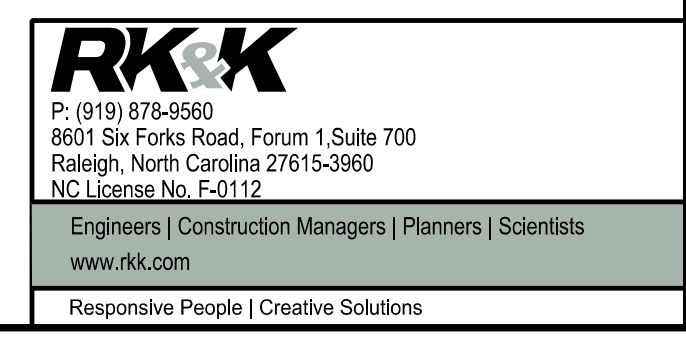 RK&K
P: (919) 878-9560
8601 Six Forks Road, Forum 1,Suite 700
Raleigh, North Carolina 27615-3960
NC License No. F-0112
Engineers | Construction Managers | Planners | Scientists
www.rkk.com
Responsive People | Creative Solutions